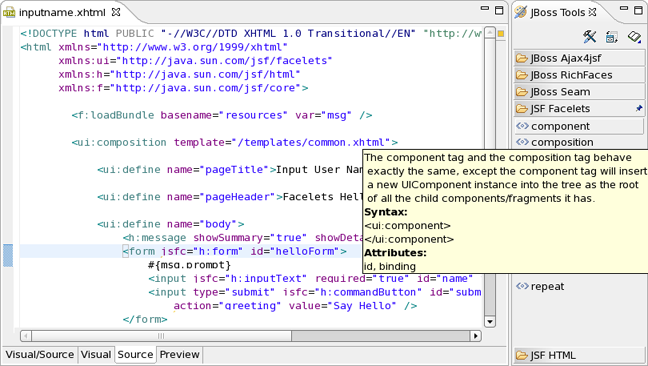 inputname.xhtml
<!DOCTYPE html PUBLIC "-//W3C//DTD XHTML 1.0 Transitional//EN" "http://w
<html xmlns="http://www.w3.org/1999/xhtml"
xmlns:ui="http://java.sun.com/jsf/facelets"
xmlns:h="http://java.sun.com/jsf/html"
xmlns:f="http://java.sun.com/jsf/core">
<f:loadBundle basename="resources" var="msg" />
<ui:composition template="/templates/common.xhtml">
<ui:define name="pageTitle">Input User Nam
<ui:define name="pageHeader">Facelets Hell
<ui:define name="body">
<h:message showSummary="true" showDeta
<form jsfc="h:form" id="helloForm">
#{msg.prompt}
<input jsfc="h:inputText" required="true" id="name"
<input type="submit" jsfc="h:commandButton" id="subm
action="greeting" value="Say Hello" />
</form>
Visual/Source
Visual
Source
Preview
JBoss Tools
JBoss Ajax4jsf
JBoss RichFaces
JBoss Seam
JSF Facelets
component
composition
The component tag and the composition tag behave
exactly the same, except the component tag will insert
a new UIComponent instance into the tree as the root
of all the child components/fragments it has.
Syntax:
<ui:component>
</ui:component>
Attributes:
id, binding
repeat
JSF HTML